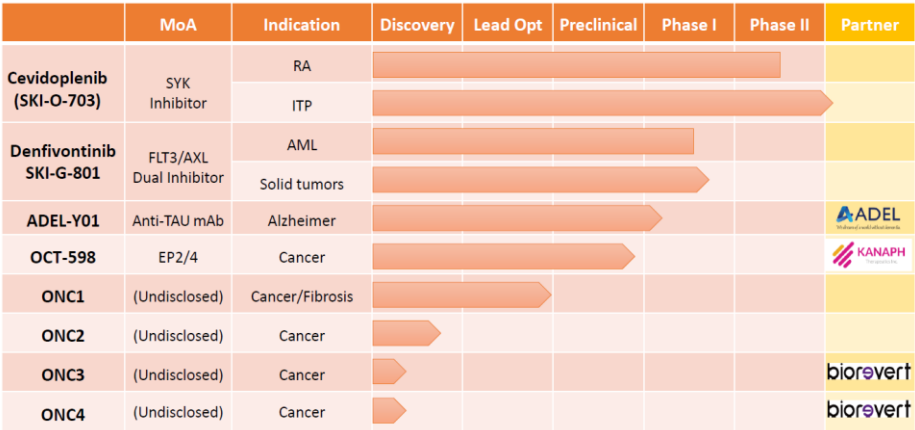 MoA Indication Discovery Lead Opt Preclinical Phase I Phase II Partner
Cevidoplenib
(SKI-O-703)
SYK
Inhibitor
RA
ITP
Denfivontinib
SKI-G-801
FLT3/AXL
Dual Inhibitor
AML
Solid tumors
ADEL-Y01 Anti-TAU mAb Alzheimer ADEL
OCT-598 EP2/4 Cancer KANAPH
ONC1 (Undisclosed) Cancer/Fibrosis
ONC2 (Undisclosed) Cancer
ONC3 (Undisclosed) Cancer biorevert
ONC4 (Undisclosed) Cancer biorevert